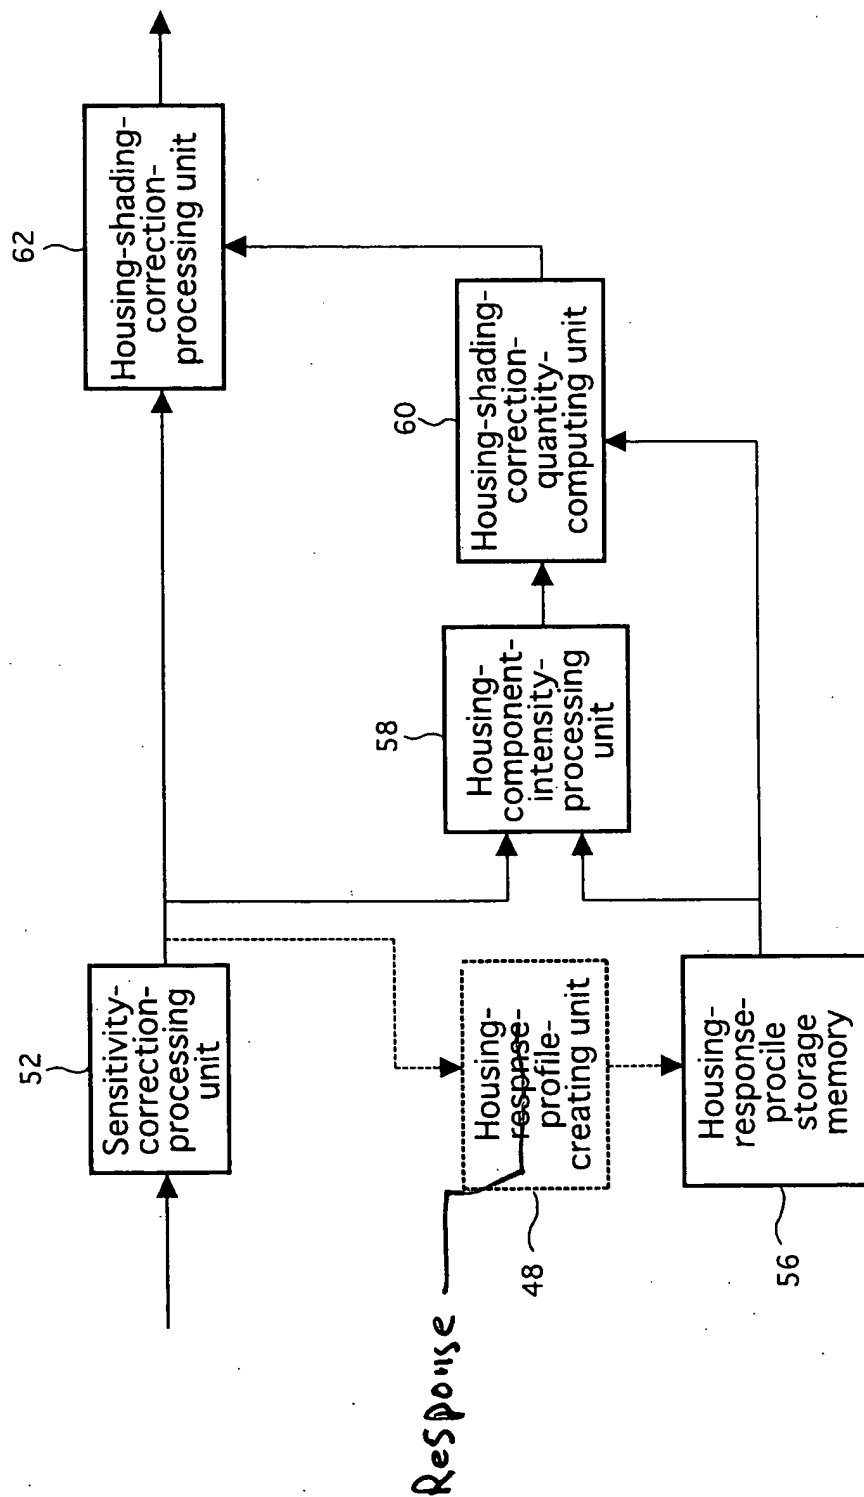 52
Sensitivity-
correction-
processing
unit
62
Housing-shading-
correction-
processing unit
48
Housing-
response-
profile-
creating unit
Response
58
Housing-
component-
intensity-
processing
unit
60
Housing-shading-
correction-
quantity-
computing unit
56
Housing-
response-
procile
storage
memory